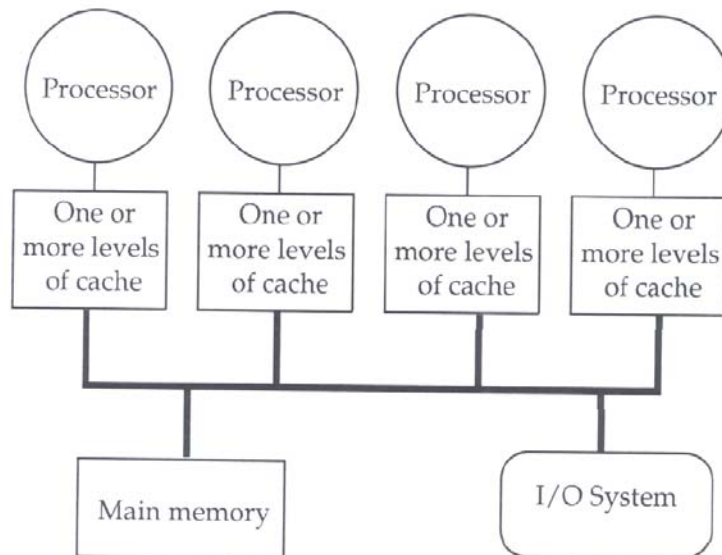 Processor
Processor
Processor
Processor
One or
more levels
of cache
One or
more levels
of cache
One or
more levels
of cache
One or
more levels
of cache
Main memory
I/O System